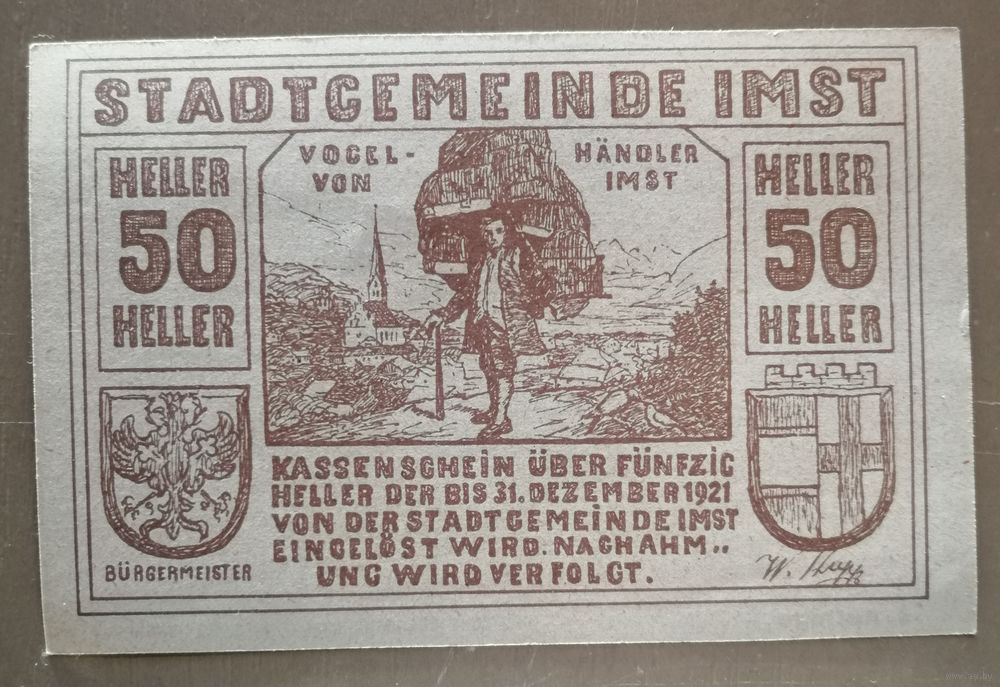 STADTGEMEINDE IMST
HELLER
50
HELLER
VOGEL-
VON
HÄNDLER
IMST
HELLER
50
HELLER
KASSENSCHEIN ÜBER FÜNFZIG
HELLER DER BIS 31. DEZEMBER 1921
VON DER STADTGEMEINDE IMST
EINGELÖST WIRD. NACHAHM..
UNG WIRD VERFOLGT.
BÜRGERMEISTER
W.